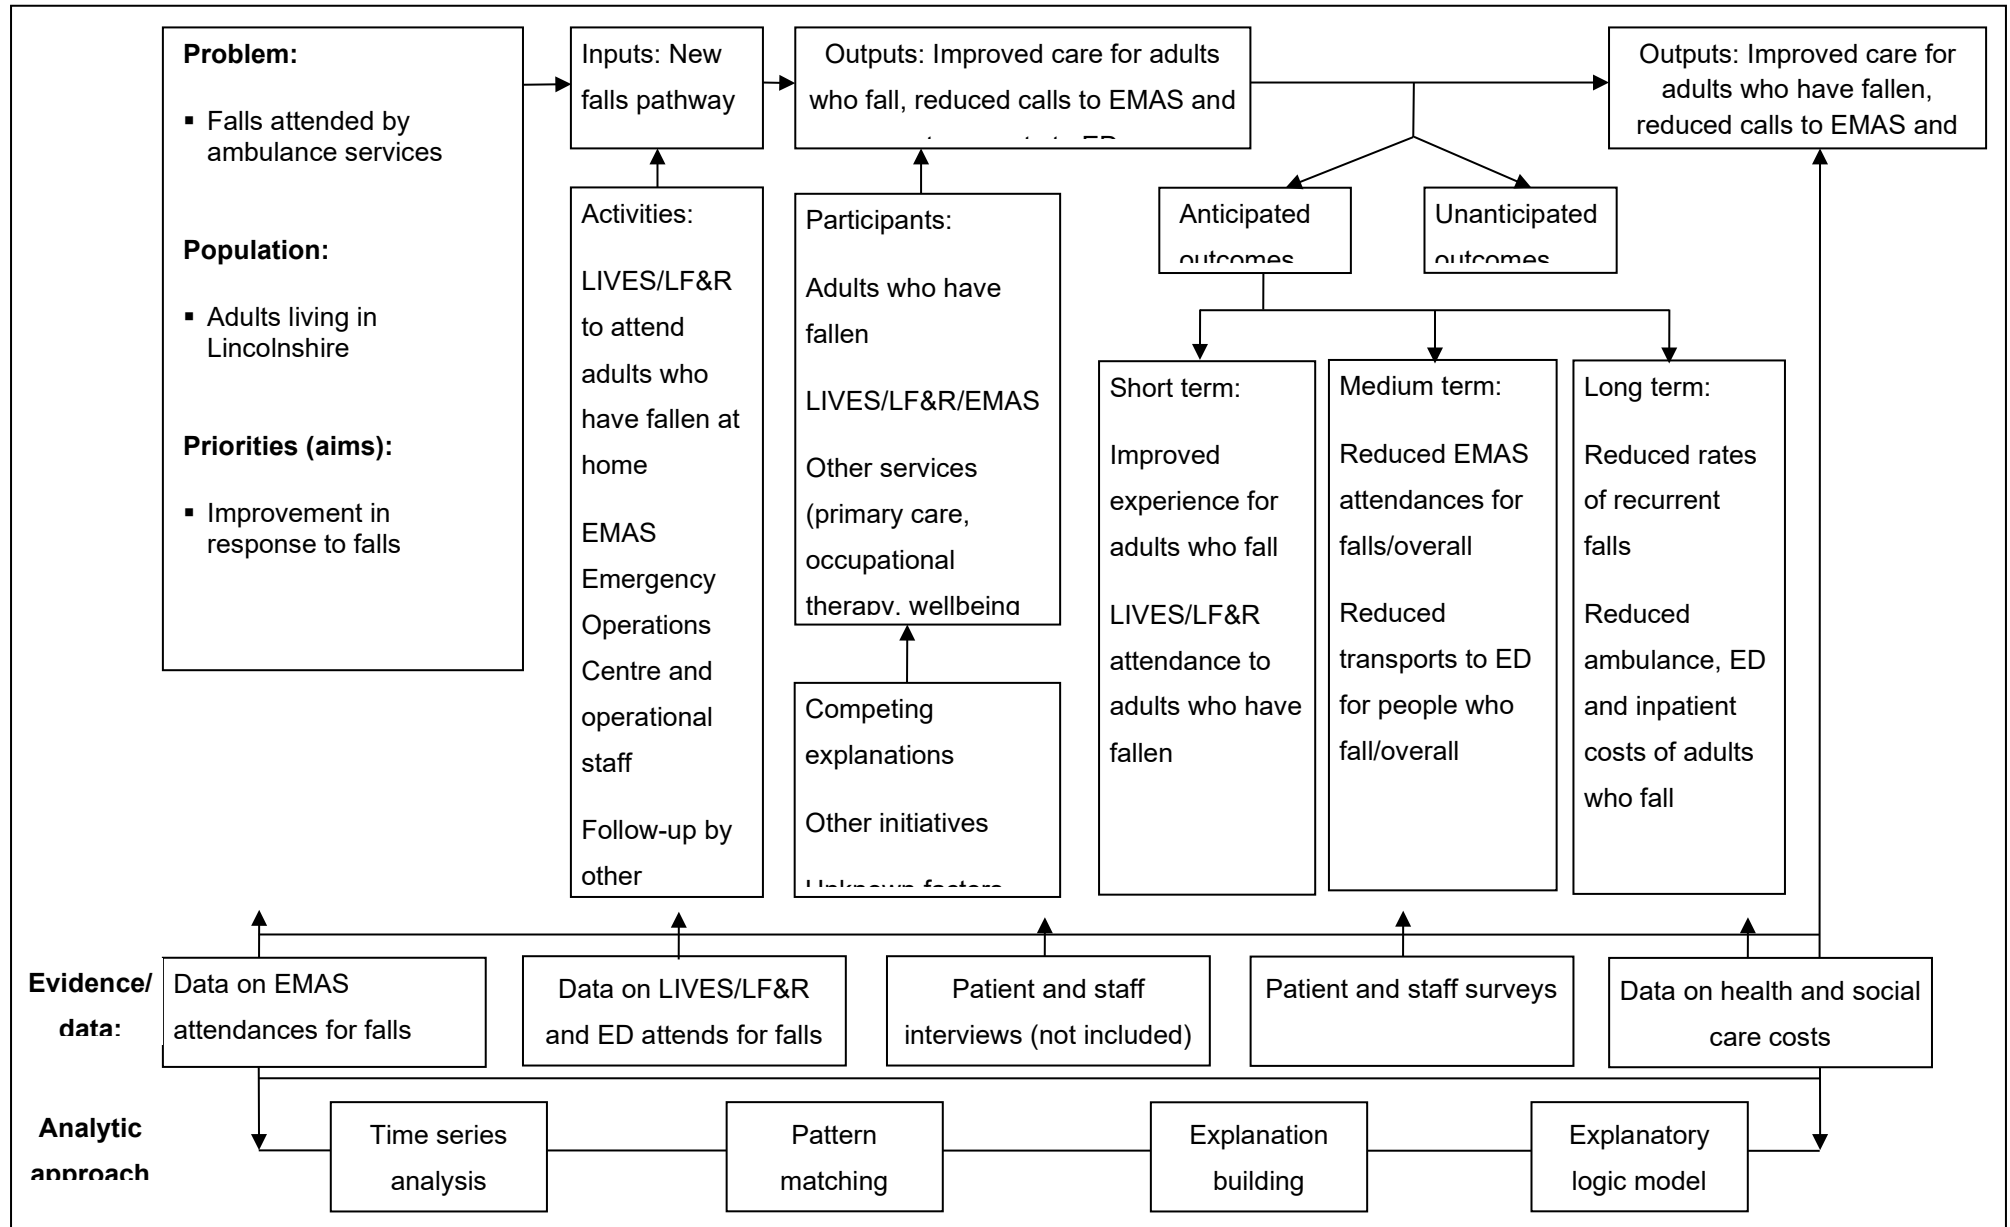 Problem:
▪ Falls attended by
ambulance services
Population:
▪ Adults living in
Lincolnshire
Priorities (aims):
▪ Improvement in
response to falls
Inputs: New
falls pathway
Outputs: Improved care for adults
who fall, reduced calls to EMAS and
Outputs: Improved care for
adults who have fallen,
reduced calls to EMAS and
Activities:
LIVES/LF&R
to attend
adults who
have fallen at
home
EMAS
Emergency
Operations
Centre and
operational
staff
Follow-up by
other
Participants:
Adults who have
fallen
LIVES/LF&R/EMAS
Other services
(primary care,
occupational
therapy, wellbeing
Competing
explanations
Other initiatives
Unknown factors
Anticipated
outcomes
Unanticipated
outcomes
Short term:
Improved
experience for
adults who fall
LIVES/LF&R
attendance to
adults who have
fallen
Medium term:
Reduced EMAS
attendances for
falls/overall
Reduced
transports to ED
for people who
fall/overall
Long term:
Reduced rates
of recurrent
falls
Reduced
ambulance, ED
and inpatient
costs of adults
who fall
Evidence/
data:
Data on EMAS
attendances for falls
Data on LIVES/LF&R
and ED attends for falls
Patient and staff
interviews (not included)
Patient and staff surveys
Data on health and social
care costs
Analytic
approach
Time series
analysis
Pattern
matching
Explanation
building
Explanatory
logic model